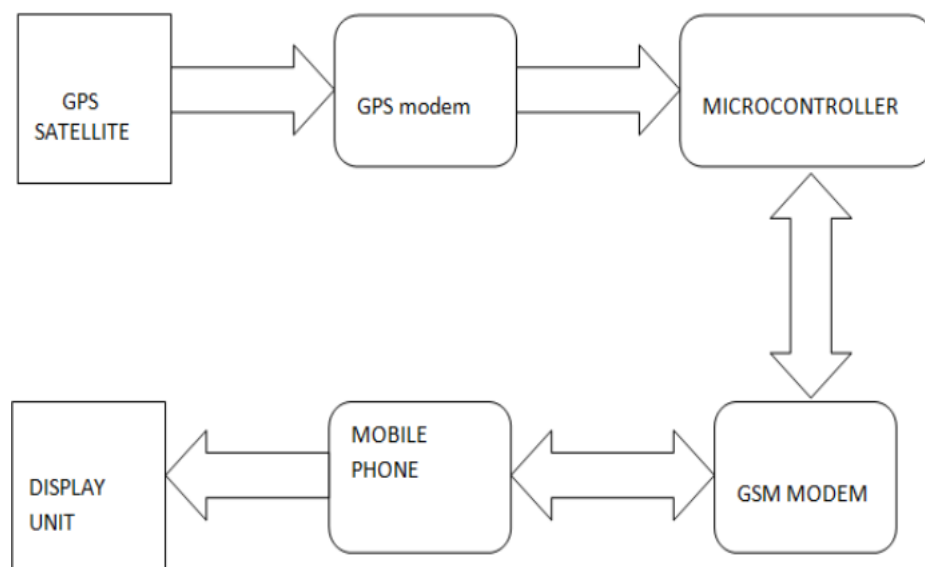 GPS
SATELLITE
GPS modem
MICROCONTROLLER
DISPLAY
UNIT
MOBILE
PHONE
GSM MODEM